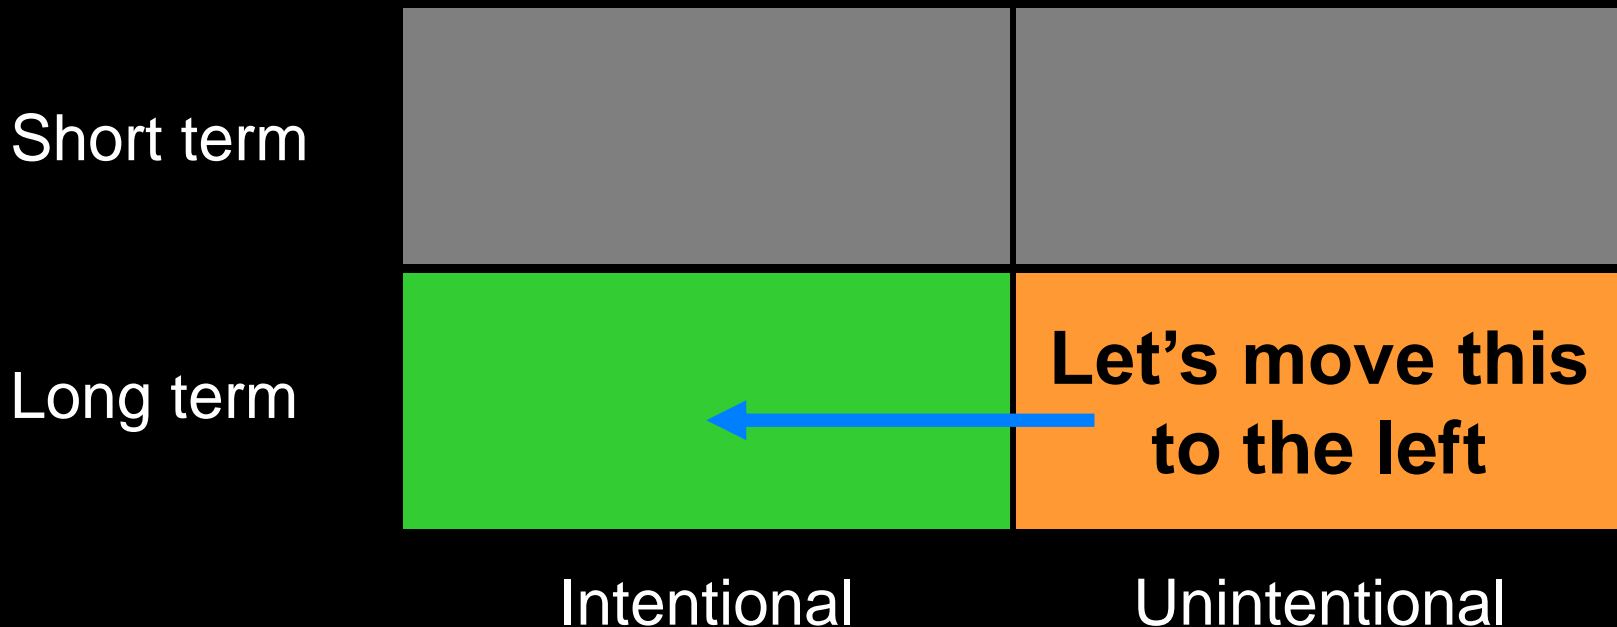 Short term
Long term
Let’s move this
to the left
Intentional
Unintentional